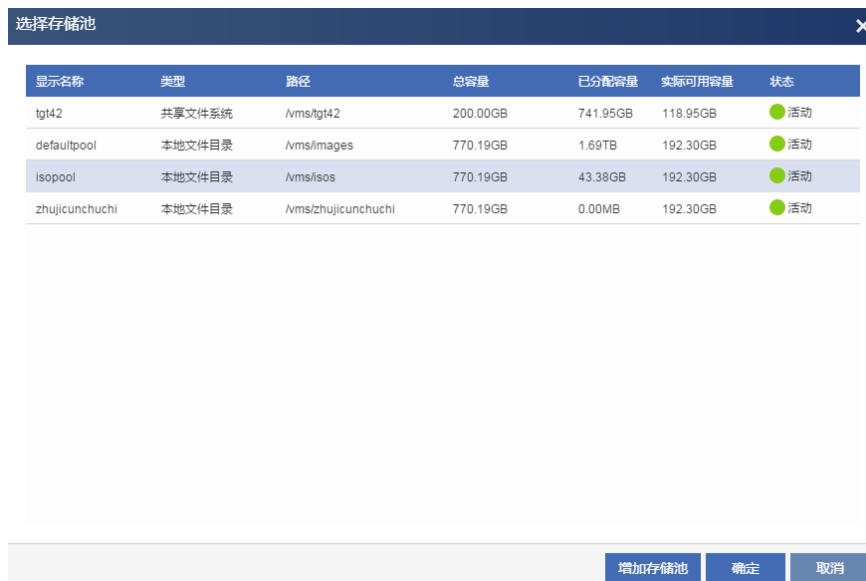 选择存储池
显示名称 类型 路径 总容量 已分配容量 实际可用容量 状态
tgt42 共享文件系统 /vms/tgt42 200.00GB 741.95GB 118.95GB 活动
defaultpool 本地文件目录 /vms/images 770.19GB 1.69TB 192.30GB 活动
isopool 本地文件目录 /vms/isos 770.19GB 43.38GB 192.30GB 活动
zhujicunchuchi 本地文件目录 /vms/zhujicunchuchi 770.19GB 0.00MB 192.30GB 活动
增加存储池 确定 取消